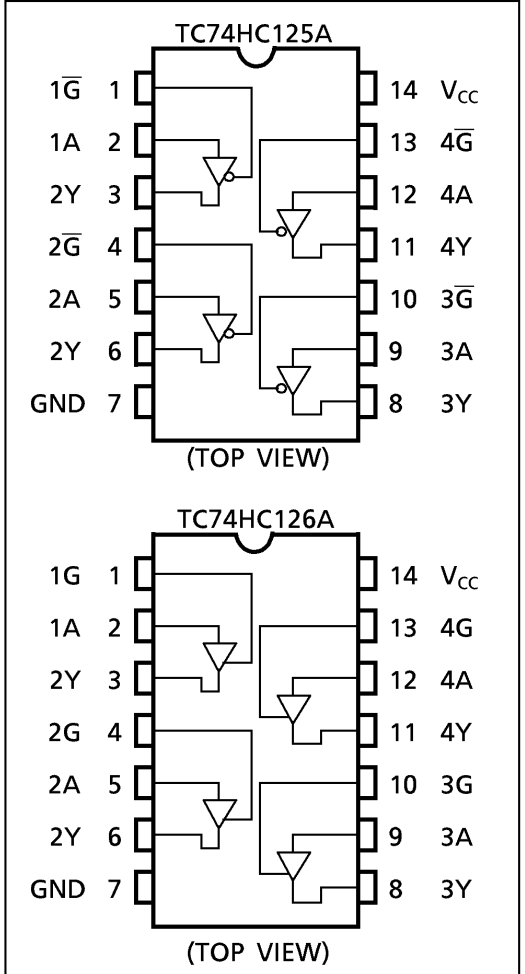 TC74HC125A
1G̅ 1 14 VCC
1A 2 13 4G̅
2Y 3 12 4A
2G̅ 4 11 4Y
2A 5 10 3G̅
2Y 6 9 3A
GND 7 8 3Y
(TOP VIEW)
TC74HC126A
1G 1 14 VCC
1A 2 13 4G
2Y 3 12 4A
2G 4 11 4Y
2A 5 10 3G
2Y 6 9 3A
GND 7 8 3Y
(TOP VIEW)